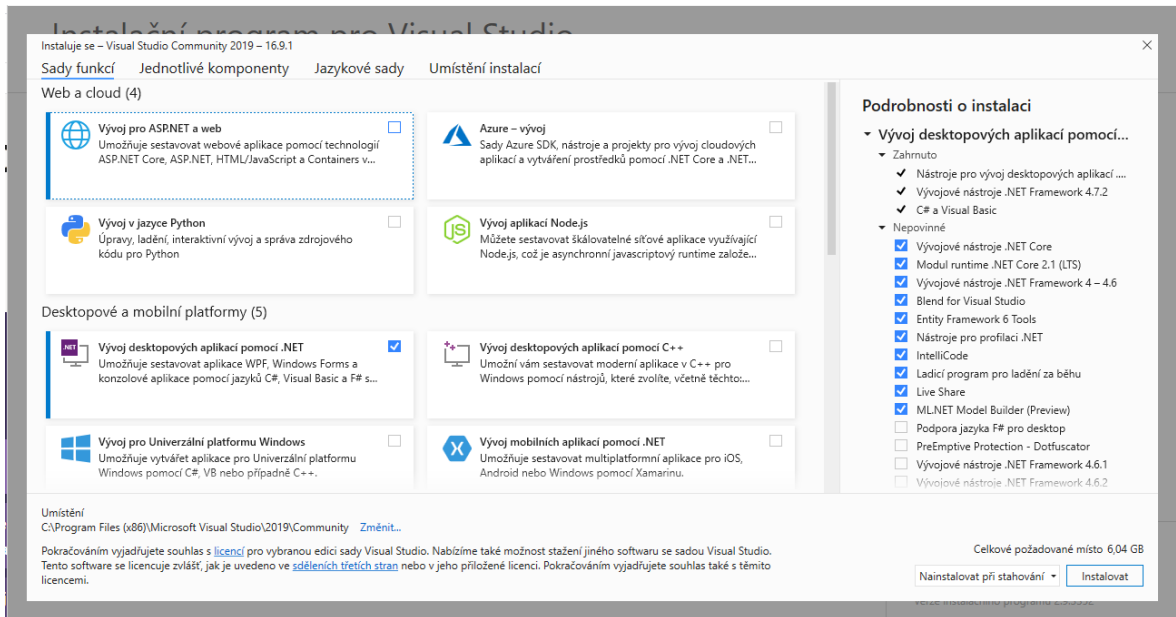 Instalační program pro Visual Studio
Instaluje se – Visual Studio Community 2019 – 16.9.1
Sady funkcí
Jednotlivé komponenty
Jazykové sady
Umístění instalací
Web a cloud (4)
Vývoj pro ASP.NET a web
Umožňuje sestavovat webové aplikace pomocí technologií
ASP.NET Core, ASP.NET, HTML/JavaScript a Containers v...
Azure – vývoj
Sady Azure SDK, nástroje a projekty pro vývoj cloudových
aplikací a vytváření prostředků pomocí .NET Core a .NET...
Vývoj v jazyce Python
Úpravy, ladění, interaktivní vývoj a správa zdrojového
kódu pro Python
Vývoj aplikací Node.js
Můžete sestavovat škálovatelné síťové aplikace využívající
Node.js, což je asynchronní javascriptový runtime založe...
Desktopové a mobilní platformy (5)
.NET
Vývoj desktopových aplikací pomocí .NET
Umožňuje sestavovat aplikace WPF, Windows Forms a
konzolové aplikace pomocí jazyků C#, Visual Basic a F# s...
Vývoj desktopových aplikací pomocí C++
Umožní vám sestavovat moderní aplikace v C++ pro
Windows pomocí nástrojů, které zvolíte, včetně těchto:...
Vývoj pro Univerzální platformu Windows
Umožňuje vytvářet aplikace pro Univerzální platformu
Windows pomocí C#, VB nebo případně C++.
Vývoj mobilních aplikací pomocí .NET
Umožňuje sestavovat multiplatformní aplikace pro iOS,
Android nebo Windows pomocí Xamarinu.
Podrobnosti o instalaci
Vývoj desktopových aplikací pomocí...
Zahrnuto
Nástroje pro vývoj desktopových aplikací ....
Vývojové nástroje .NET Framework 4.7.2
C# a Visual Basic
Nepovinné
Vývojové nástroje .NET Core
Modul runtime .NET Core 2.1 (LTS)
Vývojové nástroje .NET Framework 4 – 4.6
Blend for Visual Studio
Entity Framework 6 Tools
Nástroje pro profilaci .NET
IntelliCode
Ladicí program pro ladění za běhu
Live Share
ML.NET Model Builder (Preview)
Podpora jazyka F# pro desktop
PreEmptive Protection - Dotfuscator
Vývojové nástroje .NET Framework 4.6.1
Vývojové nástroje .NET Framework 4.6.2
Umístění
C:\Program Files (x86)\Microsoft Visual Studio\2019\Community Změnit...
Pokračováním vyjadřujete souhlas s licencí pro vybranou edici sady Visual Studio. Nabízíme také možnost stažení jiného softwaru se sadou Visual Studio.
Tento software se licencuje zvlášť, jak je uvedeno ve sděleních třetích stran nebo v jeho přiložené licenci. Pokračováním vyjadřujete souhlas také s těmito
licencemi.
Celkové požadované místo 6,04 GB
Nainstalovat při stahování
Instalovat